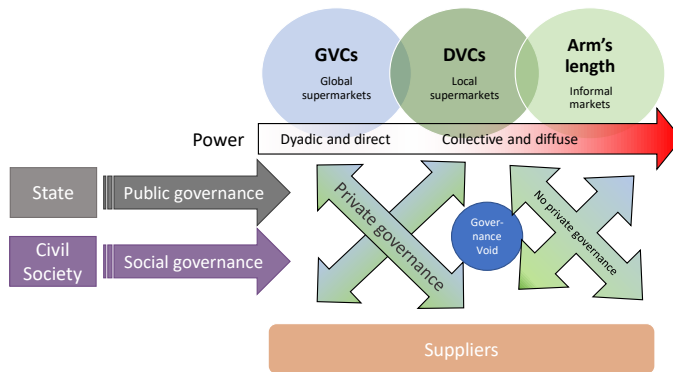 GVCs
Global
supermarkets
DVCs
Local
supermarkets
Arm's
length
Informal
markets
Power
Dyadic and direct
Collective and diffuse
State
Public governance
Civil
Society
Social governance
Private governance
Gover-
nance
Void
No private governance
Suppliers